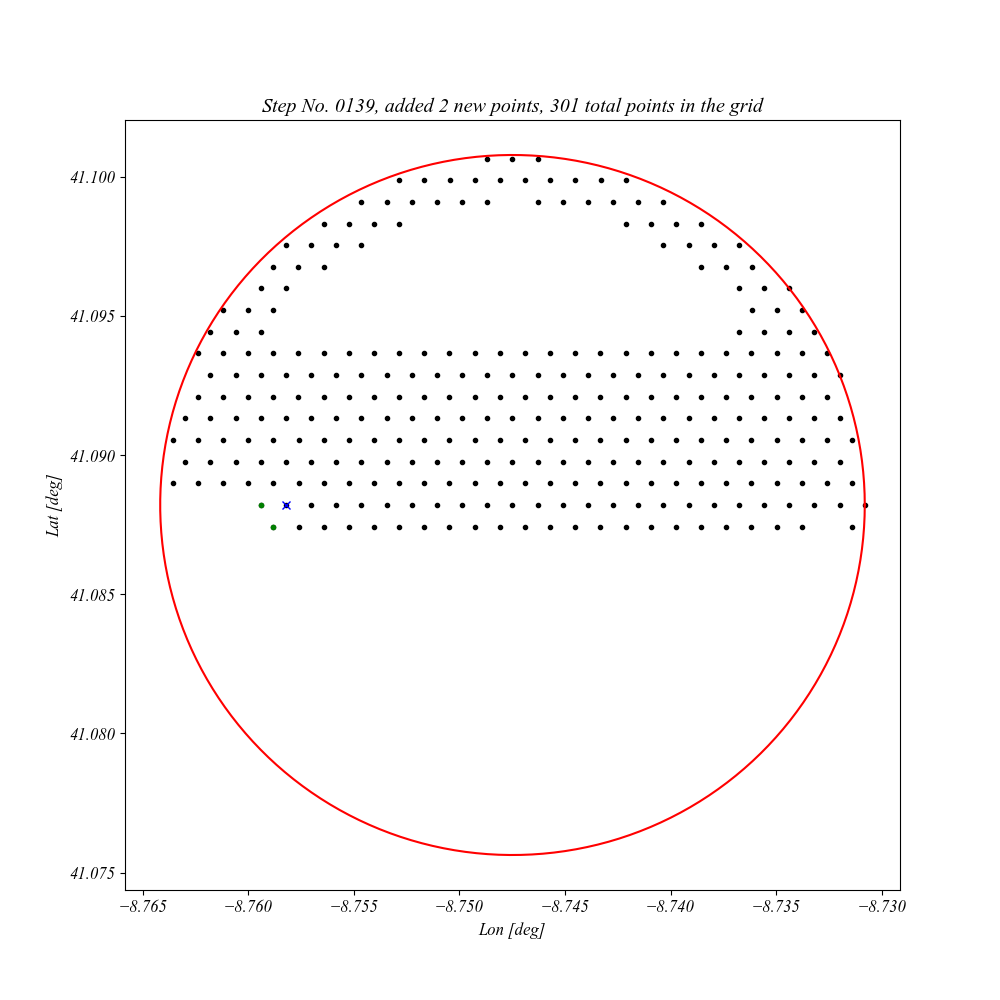 Step No. 0139, added 2 new points, 301 total points in the grid
41.100
41.095
41.090
41.085
41.080
41.075
Lat [deg]
−8.765 −8.760 −8.755 −8.750 −8.745 −8.740 −8.735 −8.730
Lon [deg]